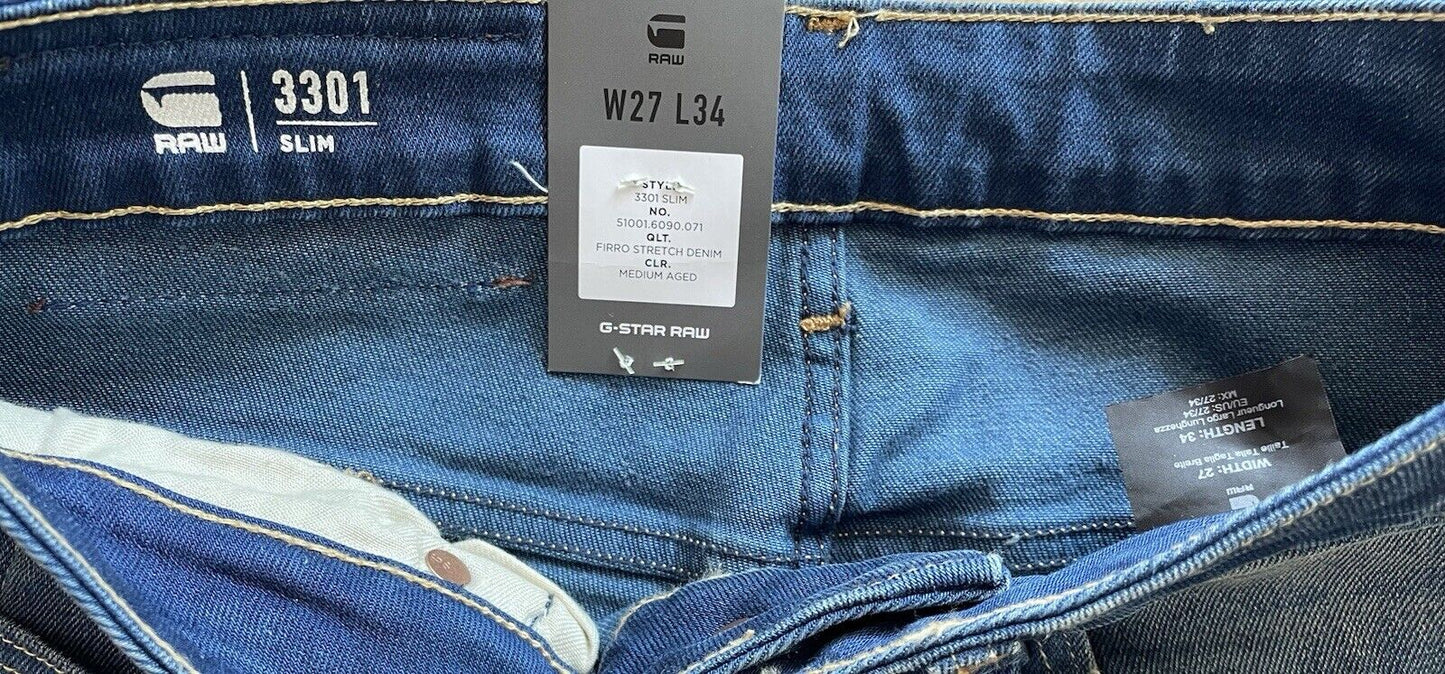 RAW
3301
SLIM
RAW
W27 L34
STYLE
3301 SLIM
NO.
51001.6090.071
QLT.
FIRRO STRETCH DENIM
CLR.
MEDIUM AGED
G-STAR RAW
RAW
WIDTH: 27
Taille Talla Taglia Breite
LENGTH: 34
Longueur Largo Lunghezza
EU/US: 27/34
MX: 27/34